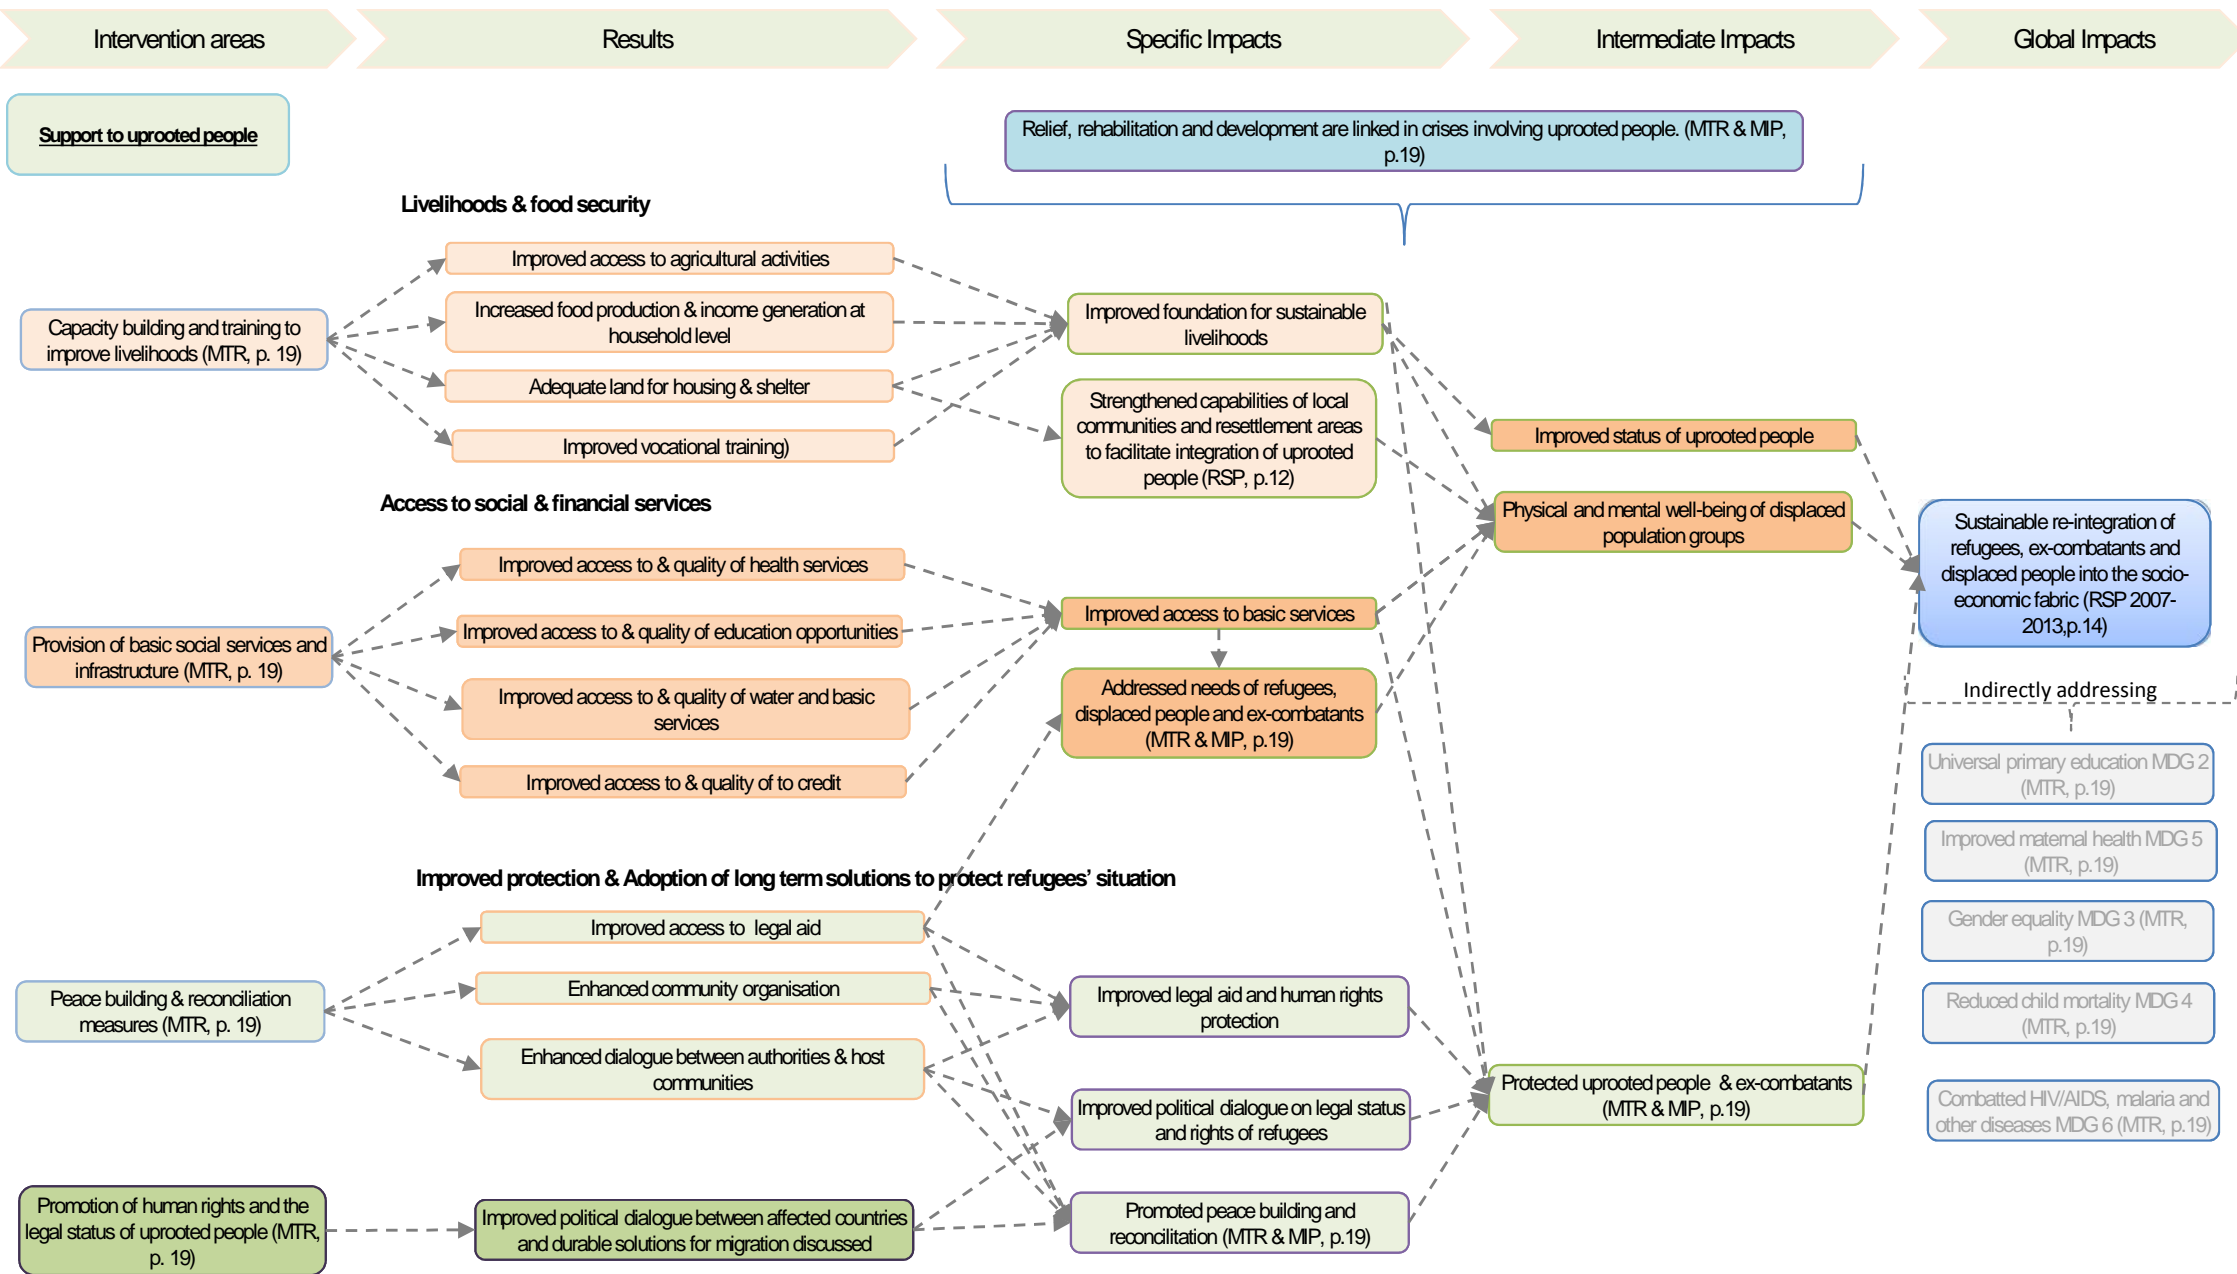 Intervention areas
Results
Specific Impacts
Intermediate Impacts
Global Impacts
Support to uprooted people
Relief, rehabilitation and development are linked in crises involving uprooted people. (MTR & MIP,
p.19)
Livelihoods & food security
Improved access to agricultural activities
Increased food production & income generation at
household level
Adequate land for housing & shelter
Improved vocational training)
Capacity building and training to
improve livelihoods (MTR, p. 19)
Improved foundation for sustainable
livelihoods
Strengthened capabilities of local
communities and resettlement areas
to facilitate integration of uprooted
people (RSP, p.12)
Improved status of uprooted people
Physical and mental well-being of displaced
population groups
Access to social & financial services
Improved access to & quality of health services
Improved access to & quality of education opportunities
Improved access to & quality of water and basic
services
Improved access to & quality of to credit
Provision of basic social services and
infrastructure (MTR, p. 19)
Improved access to basic services
Addressed needs of refugees,
displaced people and ex-combatants
(MTR & MIP, p.19)
Sustainable re-integration of
refugees, ex-combatants and
displaced people into the socio-
economic fabric (RSP 2007-
2013,p.14)
Indirectly addressing
Universal primary education MDG 2
(MTR, p.19)
Improved maternal health MDG 5
(MTR, p.19)
Gender equality MDG 3 (MTR,
p.19)
Reduced child mortality MDG 4
(MTR, p.19)
Combatted HIV/AIDS, malaria and
other diseases MDG 6 (MTR, p.19)
Improved protection & Adoption of long term solutions to protect refugees’ situation
Improved access to legal aid
Enhanced community organisation
Enhanced dialogue between authorities & host
communities
Peace building & reconciliation
measures (MTR, p. 19)
Improved legal aid and human rights
protection
Improved political dialogue on legal status
and rights of refugees
Promoted peace building and
reconcilitation (MTR & MIP, p.19)
Protected uprooted people & ex-combatants
(MTR & MIP, p.19)
Promotion of human rights and the
legal status of uprooted people (MTR,
p. 19)
Improved political dialogue between affected countries
and durable solutions for migration discussed